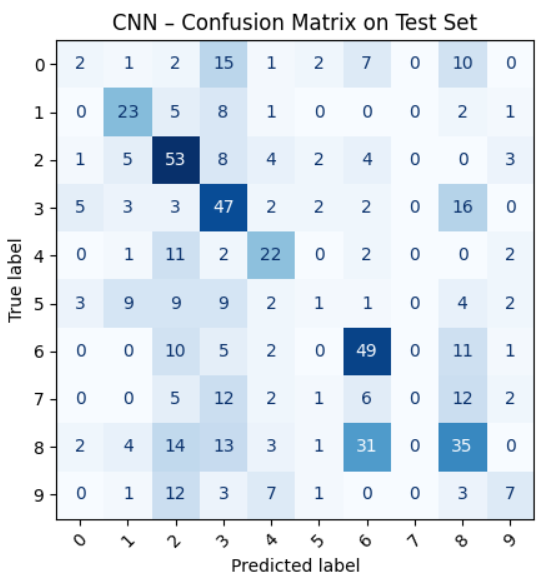 CNN – Confusion Matrix on Test Set
0 2 1 2 15 1 2 7 0 10 0
1 0 23 5 8 1 0 0 0 2 1
2 1 5 53 8 4 2 4 0 0 3
3 5 3 3 47 2 2 2 0 16 0
4 0 1 11 2 22 0 2 0 0 2
5 3 9 9 9 2 1 1 0 4 2
6 0 0 10 5 2 0 49 0 11 1
7 0 0 5 12 2 1 6 0 12 2
8 2 4 14 13 3 1 31 0 35 0
9 0 1 12 3 7 1 0 0 3 7
0 1 2 3 4 5 6 7 8 9
True label
Predicted label